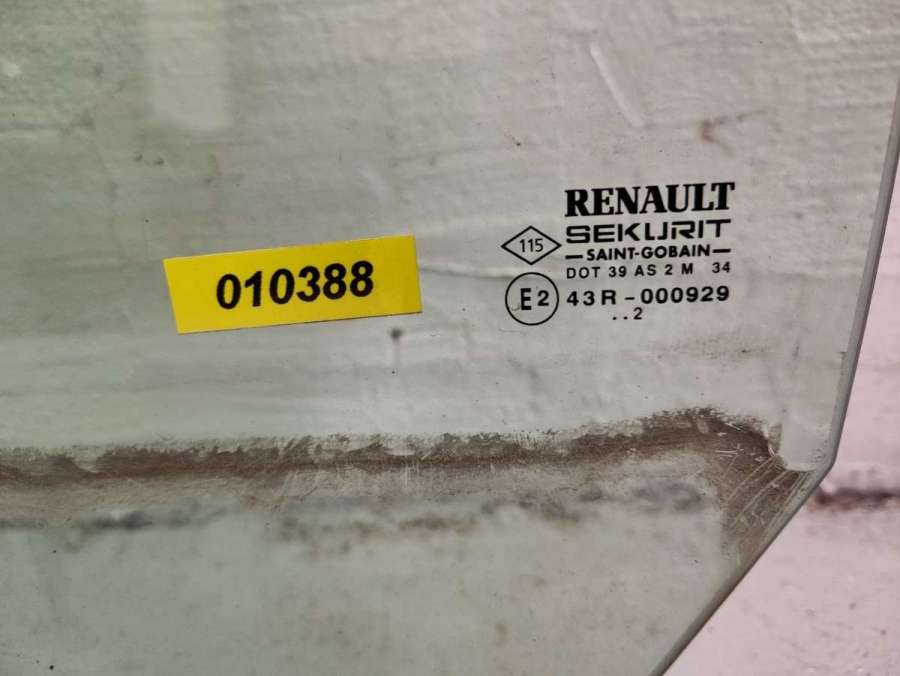 010388
RENAULT
115 SEKURIT
SAINT-GOBAIN
DOT 39 AS 2 M 34
E2 43R-000929
..2